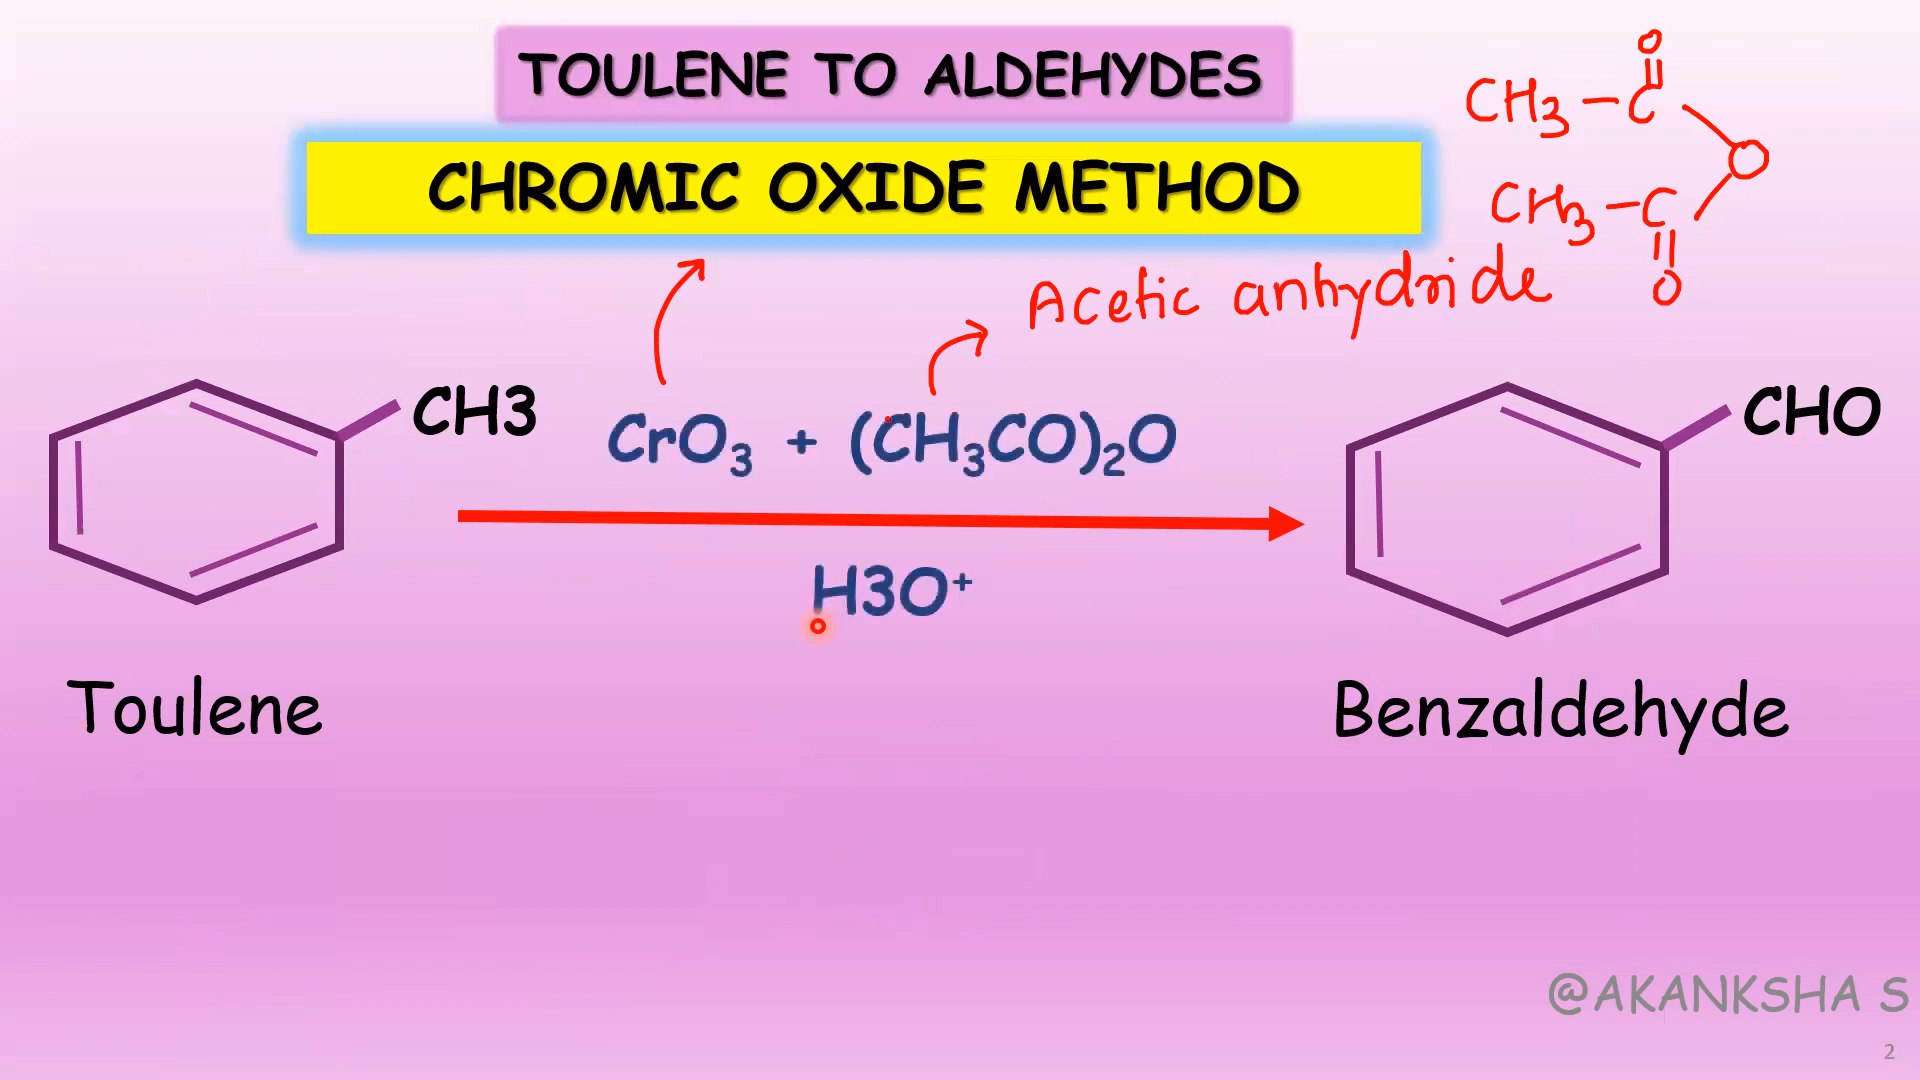 TOULENE TO ALDEHYDES
CHROMIC OXIDE METHOD
O
CH3 – C
O
CH3 – C
O
Acetic anhydride
CH3
CrO₃ + (CH₃CO)₂O
CHO
H3O⁺
Toulene
Benzaldehyde
@AKANKSHA S
2